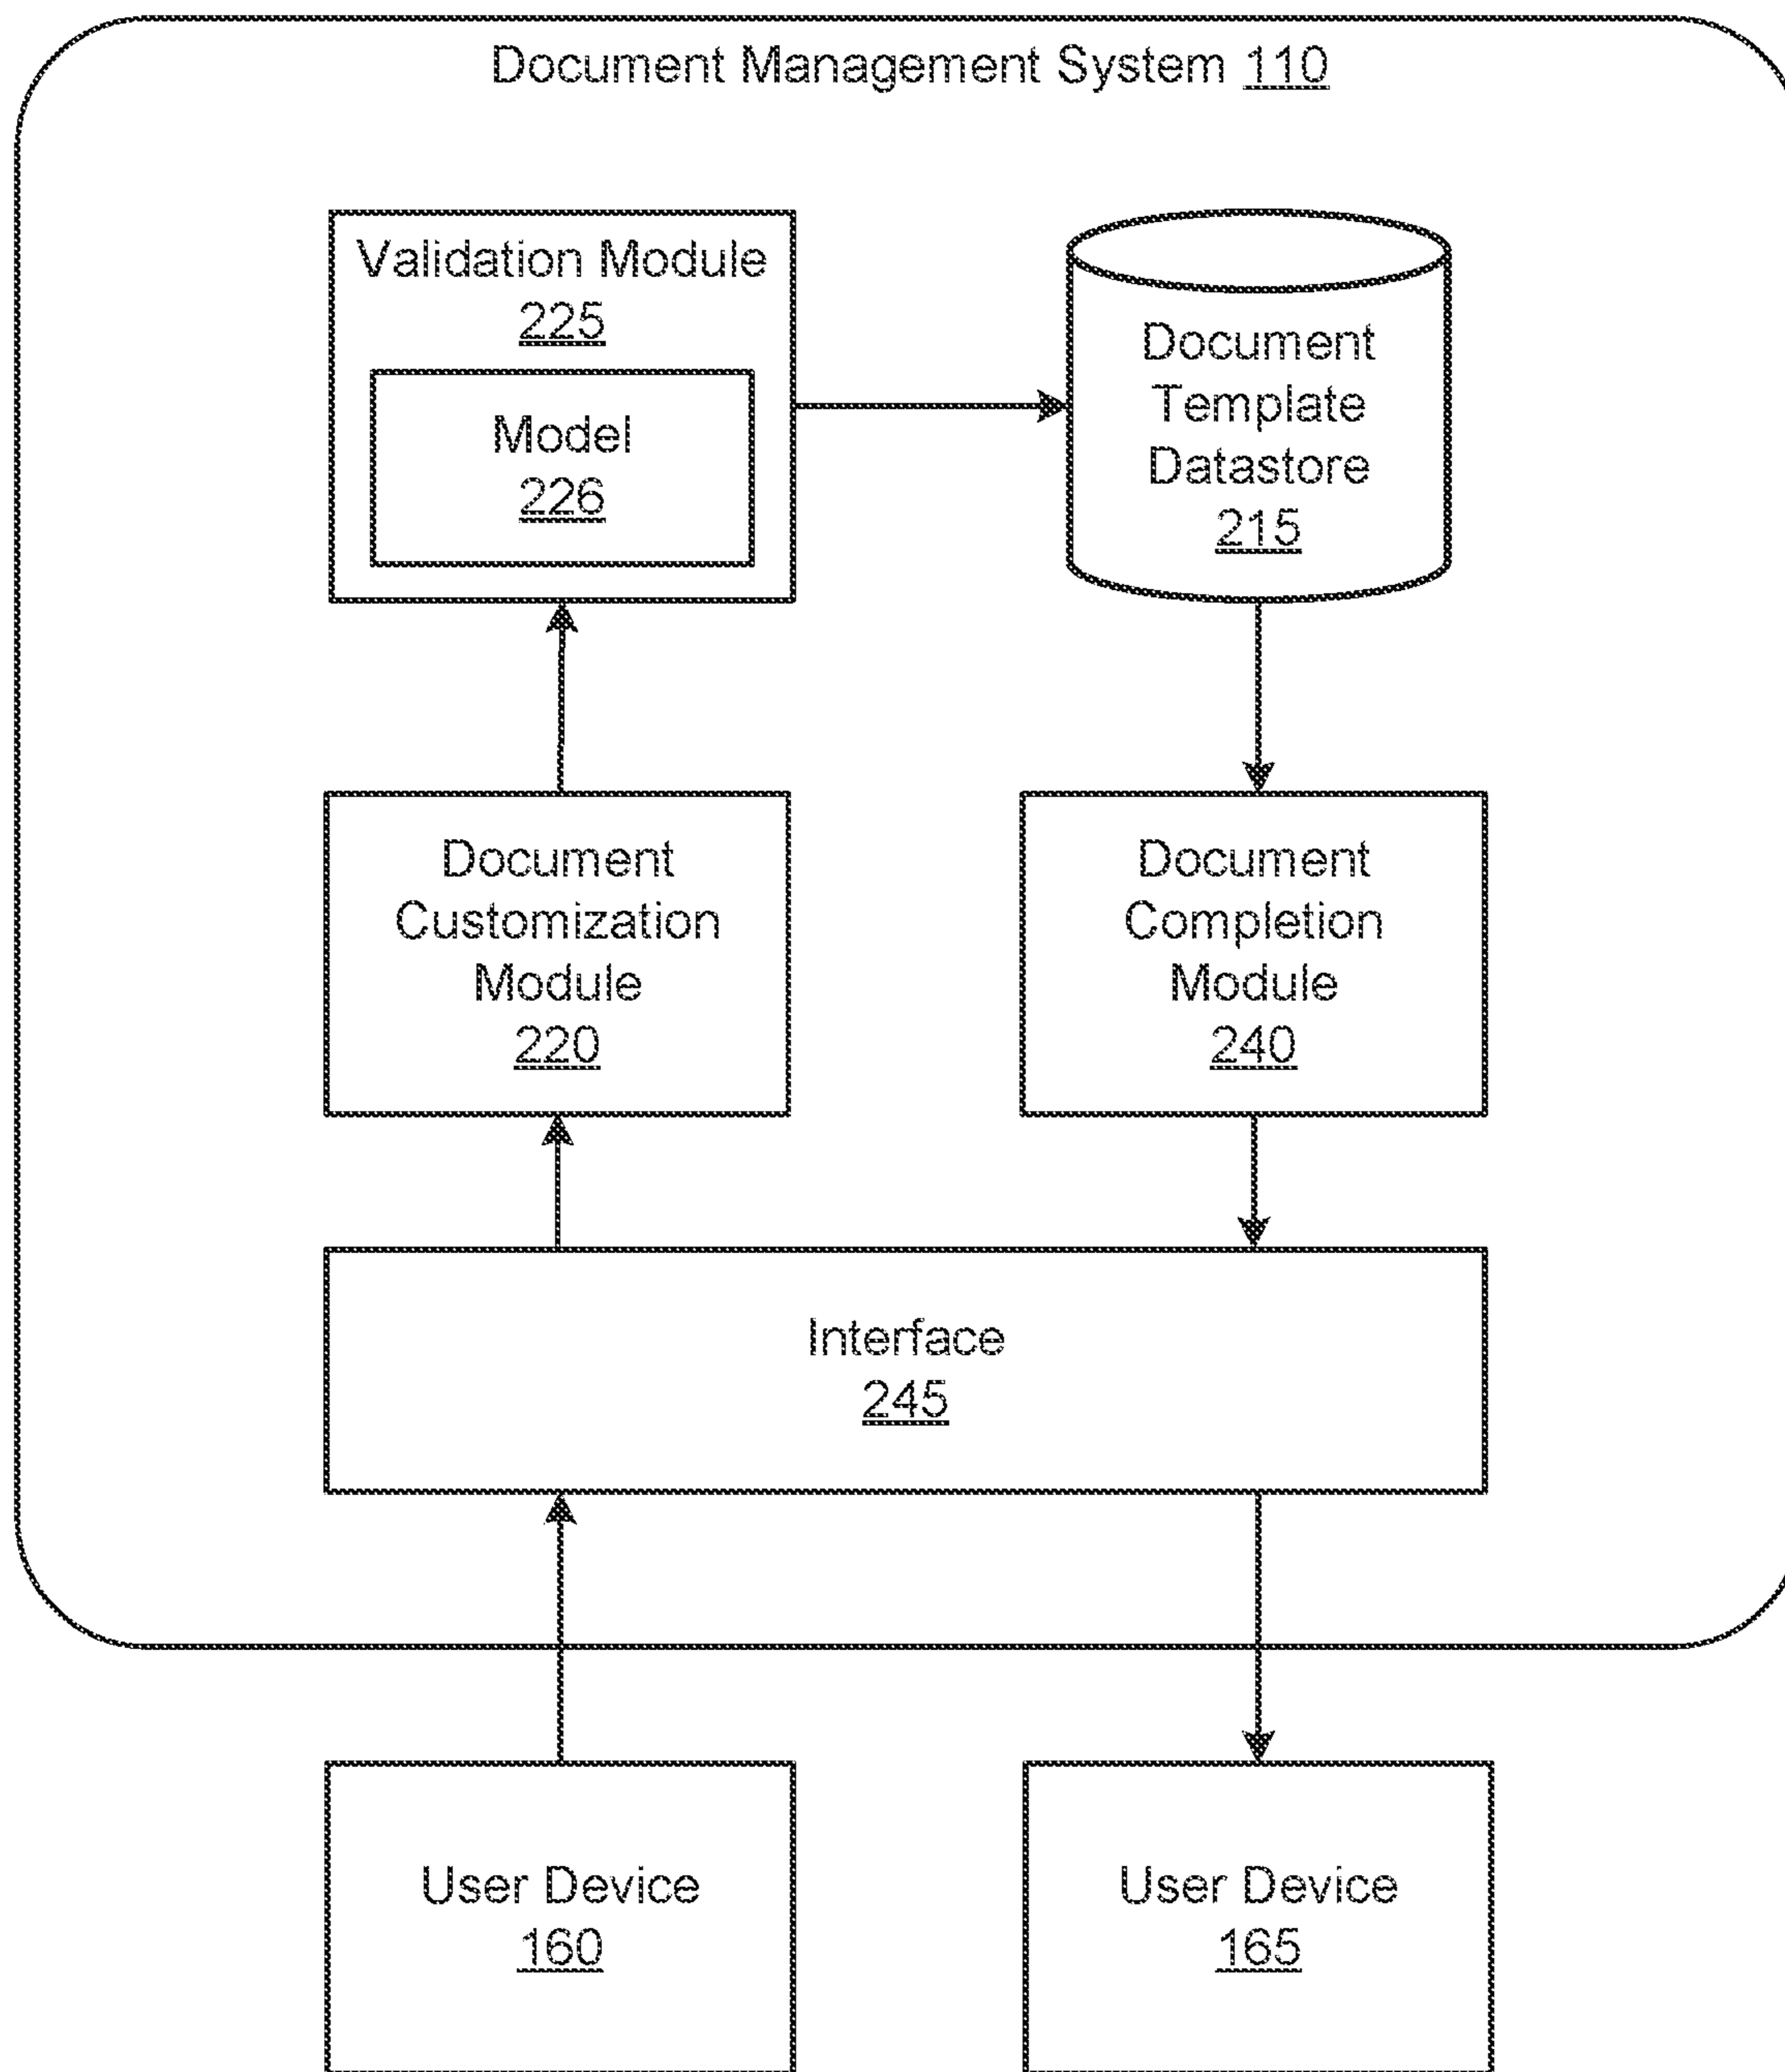 Document Management System 110
Validation Module
225
Model
226
Document
Template
Datastore
215
Document
Customization
Module
220
Document
Completion
Module
240
Interface
245
User Device
160
User Device
165